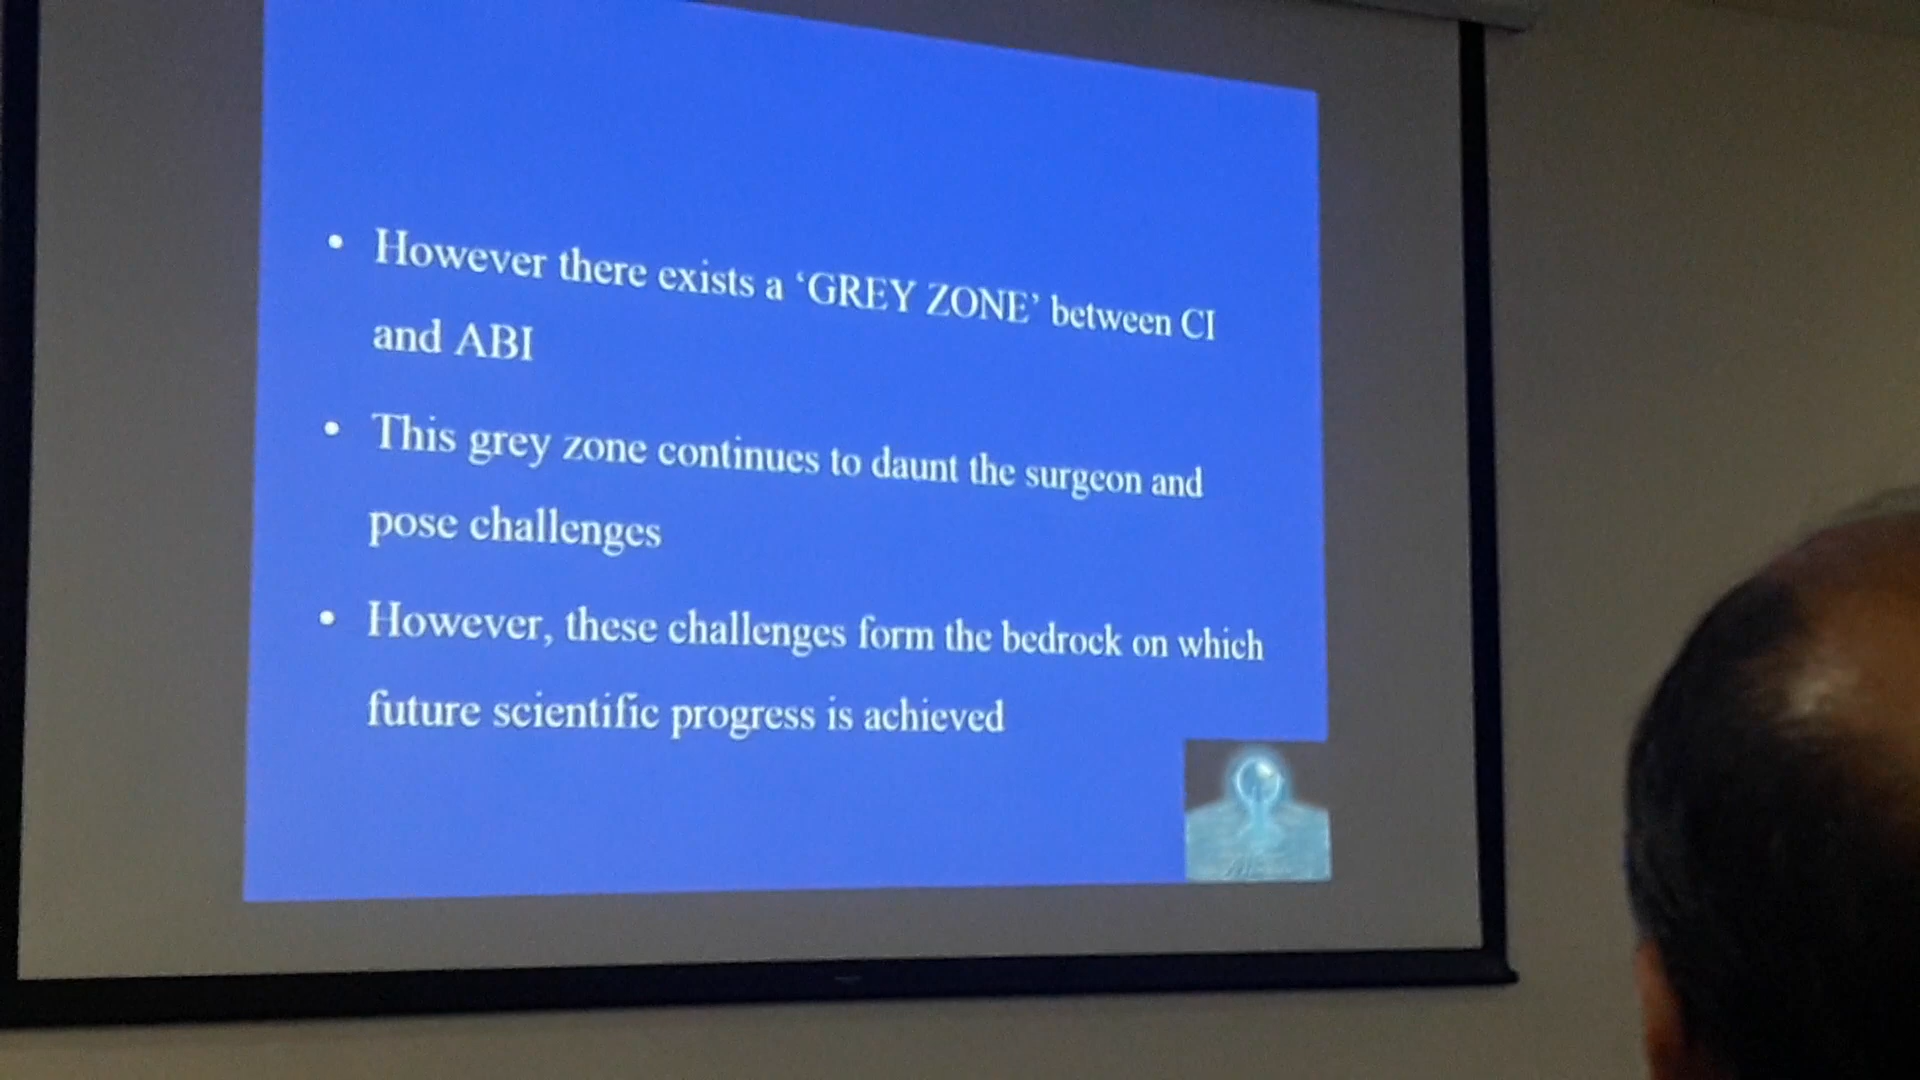 • However there exists a ‘GREY ZONE’ between CI
and ABI
• This grey zone continues to daunt the surgeon and
pose challenges
• However, these challenges form the bedrock on which
future scientific progress is achieved